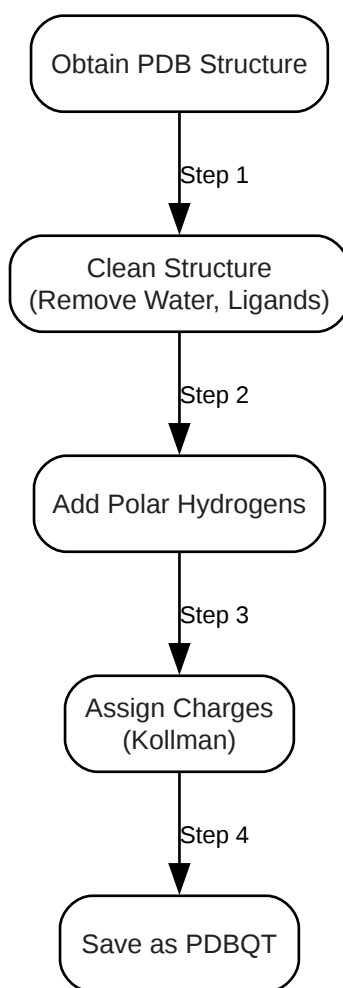 Obtain PDB Structure
Step 1
Clean Structure
(Remove Water, Ligands)
Step 2
Add Polar Hydrogens
Step 3
Assign Charges
(Kollman)
Step 4
Save as PDBQT